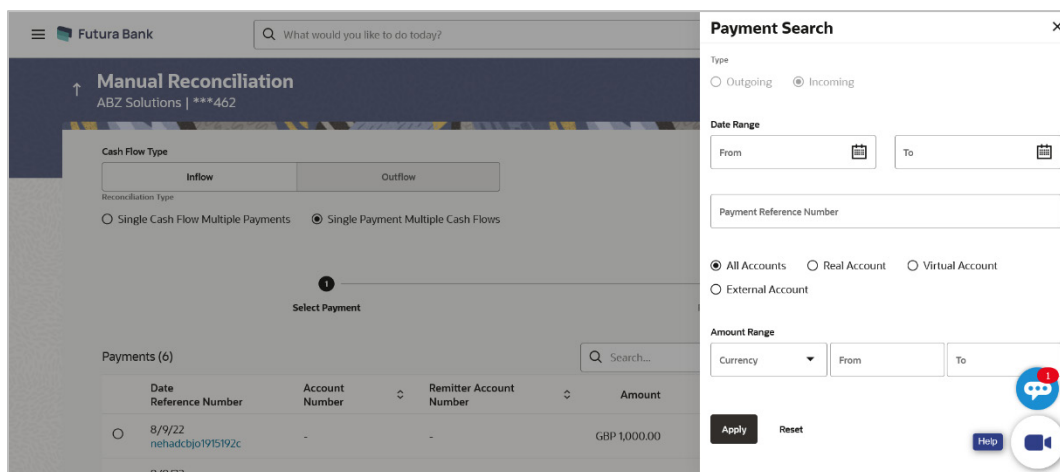 Futura Bank
What would you like to do today?
Manual Reconciliation
ABZ Solutions | ***462
Cash Flow Type
Inflow
Outflow
Reconciliation Type
Single Cash Flow Multiple Payments
Single Payment Multiple Cash Flows
1
Select Payment
Payments (6)
Search...
Date
Reference Number
Account
Number
Remitter Account
Number
Amount
8/9/22
nehadcbjo1915192c
-
-
GBP 1,000.00
Payment Search
Type
Outgoing
Incoming
Date Range
From
To
Payment Reference Number
All Accounts
Real Account
Virtual Account
External Account
Amount Range
Currency
From
To
1
Apply
Reset
Help